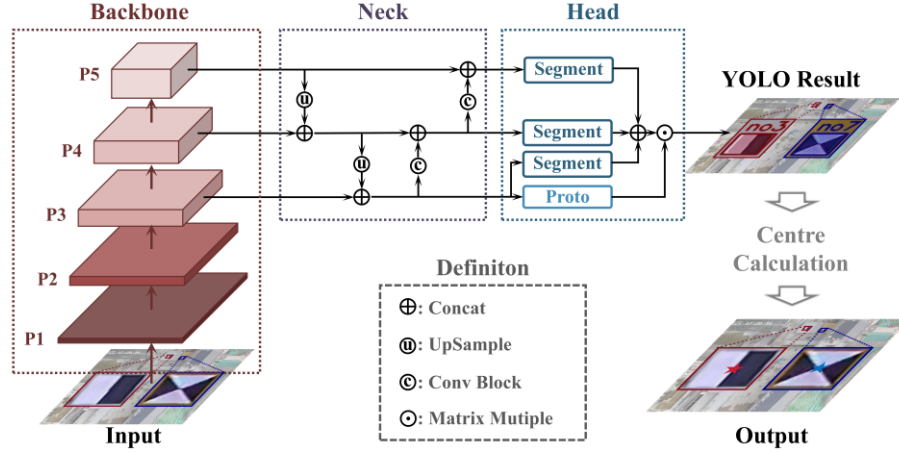 Backbone
Neck
Head
P5
P4
P3
P2
P1
u
u
c
c
Segment
Segment
Segment
Proto
YOLO Result
no3
no7
Centre
Calculation
Definiton
: Concat
u: UpSample
c: Conv Block
: Matrix Mutiple
Input
Output